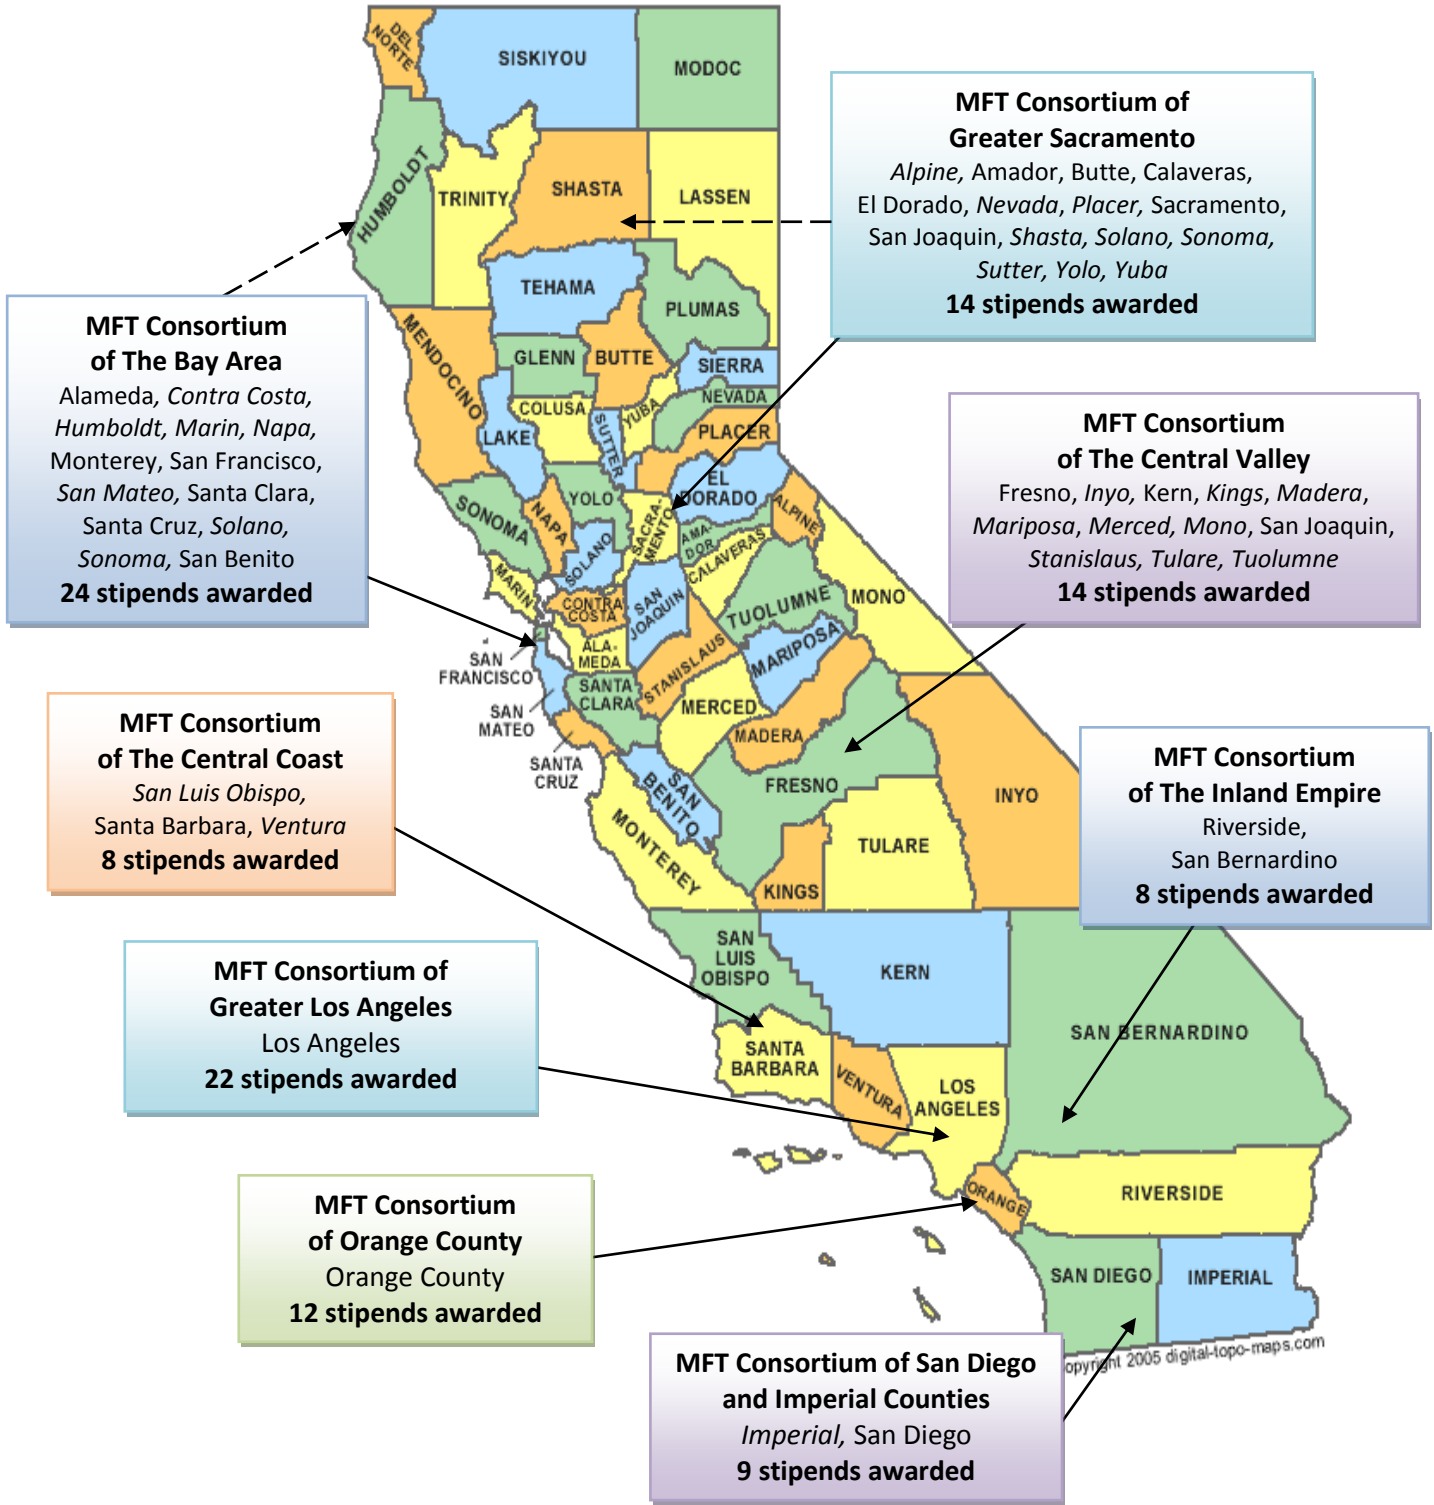 DEL
NORTE
SISKIYOU
MODOC
HUMBOLDT
TRINITY
SHASTA
LASSEN
MFT Consortium of
Greater Sacramento
Alpine, Amador, Butte, Calaveras,
El Dorado, Nevada, Placer, Sacramento,
San Joaquin, Shasta, Solano, Sonoma,
Sutter, Yolo, Yuba
14 stipends awarded
TEHAMA
PLUMAS
MFT Consortium
of The Bay Area
Alameda, Contra Costa,
Humboldt, Marin, Napa,
Monterey, San Francisco,
San Mateo, Santa Clara,
Santa Cruz, Solano,
Sonoma, San Benito
24 stipends awarded
MENDOCINO
GLENN
BUTTE
SIERRA
COLUSA
YUBA
NEVADA
LAKE
SUTTER
PLACER
MFT Consortium
of The Central Valley
Fresno, Inyo, Kern, Kings, Madera,
Mariposa, Merced, Mono, San Joaquin,
Stanislaus, Tulare, Tuolumne
14 stipends awarded
EL
DORADO
SONOMA
NAPA
YOLO
SACRA-
MENTO
ALPINE
AMA-
DOR
SOLANO
CALAVERAS
MARIN
CONTRA
COSTA
SAN
JOAQUIN
TUOLUMNE
MONO
SAN
FRANCISCO
ALA-
MEDA
STANISLAUS
MARIPOSA
SAN
MATEO
SANTA
CLARA
MERCED
MADERA
SANTA
CRUZ
SAN
BENITO
FRESNO
INYO
MONTEREY
KINGS
TULARE
MFT Consortium
of The Central Coast
San Luis Obispo,
Santa Barbara, Ventura
8 stipends awarded
MFT Consortium
of The Inland Empire
Riverside,
San Bernardino
8 stipends awarded
SAN
LUIS
OBISPO
KERN
SAN BERNARDINO
MFT Consortium of
Greater Los Angeles
Los Angeles
22 stipends awarded
SANTA
BARBARA
VENTURA
LOS
ANGELES
ORANGE
RIVERSIDE
MFT Consortium
of Orange County
Orange County
12 stipends awarded
SAN DIEGO
IMPERIAL
opyright 2005 digital-topo-maps.com
MFT Consortium of San Diego
and Imperial Counties
Imperial, San Diego
9 stipends awarded